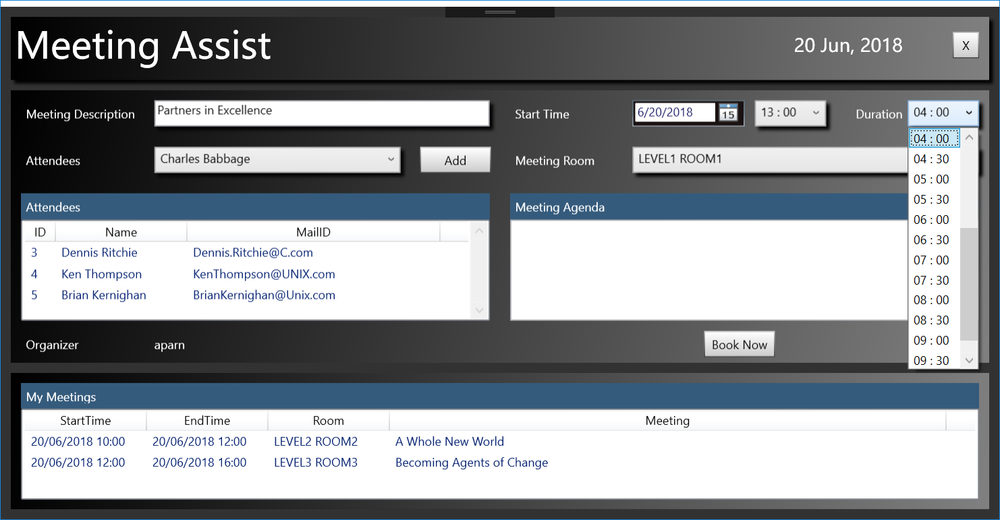 Meeting Assist
20 Jun, 2018
X
Meeting Description
Partners in Excellence
Start Time
6/20/2018
15
13 : 00
Duration
04 : 00
Attendees
Charles Babbage
Add
Meeting Room
LEVEL1 ROOM1
04 : 00
04 : 30
05 : 00
05 : 30
06 : 00
06 : 30
07 : 00
07 : 30
08 : 00
08 : 30
09 : 00
09 : 30
Attendees
ID Name MailID
3 Dennis Ritchie Dennis.Ritchie@C.com
4 Ken Thompson KenThompson@UNIX.com
5 Brian Kernighan BrianKernighan@Unix.com
Meeting Agenda
Organizer aparn
Book Now
My Meetings
StartTime EndTime Room Meeting
20/06/2018 10:00 20/06/2018 12:00 LEVEL2 ROOM2 A Whole New World
20/06/2018 12:00 20/06/2018 16:00 LEVEL3 ROOM3 Becoming Agents of Change